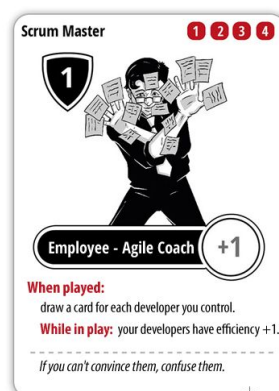 Scrum Master 1 2 3 4
1
Employee - Agile Coach +1
When played:
draw a card for each developer you control.
While in play: your developers have efficiency +1.
If you can't convince them, confuse them.